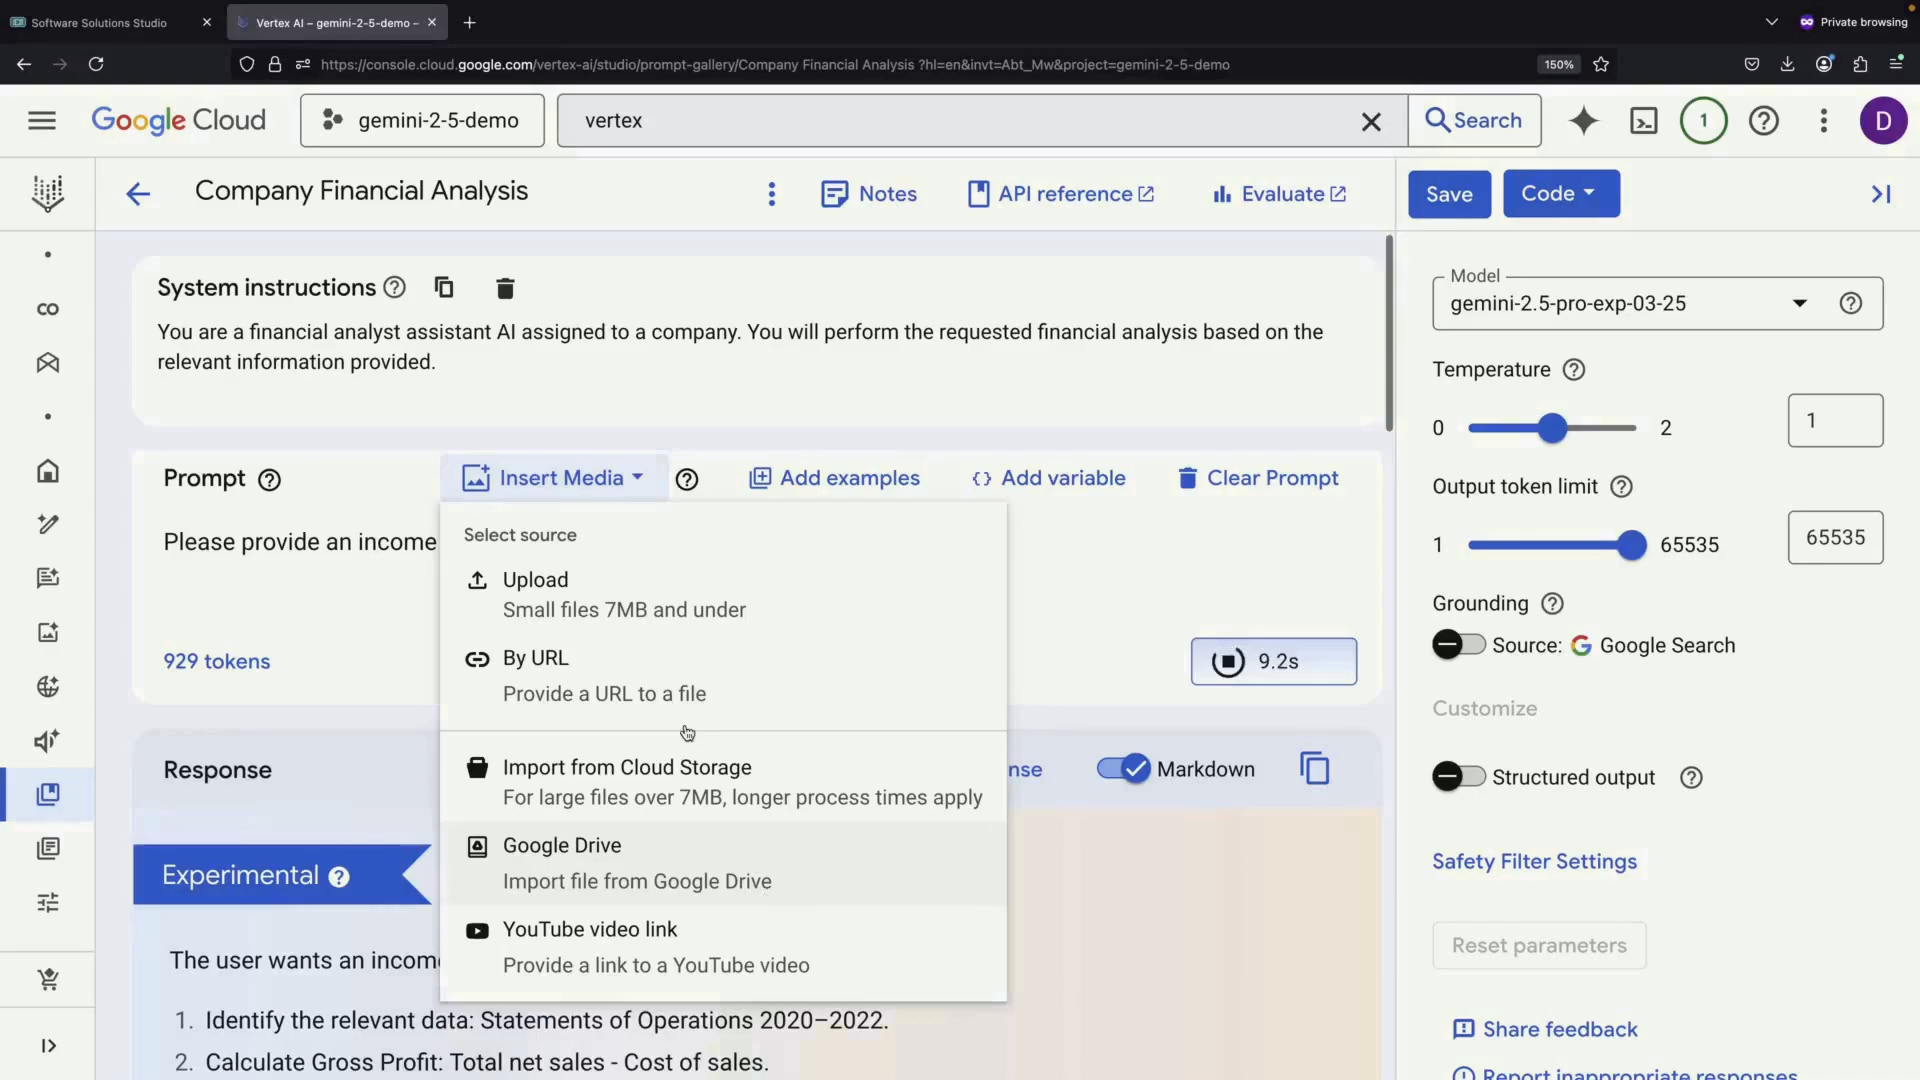 Software Solutions Studio
Vertex AI – gemini-2-5-demo –
Private browsing
https://console.cloud.google.com/vertex-ai/studio/prompt-gallery/Company Financial Analysis ?hl=en&invt=Abt_Mw&project=gemini-2-5-demo
150%
Google Cloud
gemini-2-5-demo
vertex
Search
1
D
Company Financial Analysis
Notes
API reference
Evaluate
Save
Code
System instructions
You are a financial analyst assistant AI assigned to a company. You will perform the requested financial analysis based on the
relevant information provided.
Model
gemini-2.5-pro-exp-03-25
Temperature
0
2
1
Output token limit
1
65535
65535
Grounding
Source: Google Search
Customize
Structured output
Safety Filter Settings
Reset parameters
Share feedback
Report inappropriate responses
Prompt
Insert Media
Add examples
Add variable
Clear Prompt
Please provide an income
929 tokens
9.2s
Select source
Upload
Small files 7MB and under
By URL
Provide a URL to a file
Import from Cloud Storage
For large files over 7MB, longer process times apply
Google Drive
Import file from Google Drive
YouTube video link
Provide a link to a YouTube video
Response
nse
Markdown
Experimental
The user wants an incom
1. Identify the relevant data: Statements of Operations 2020–2022.
2. Calculate Gross Profit: Total net sales - Cost of sales.